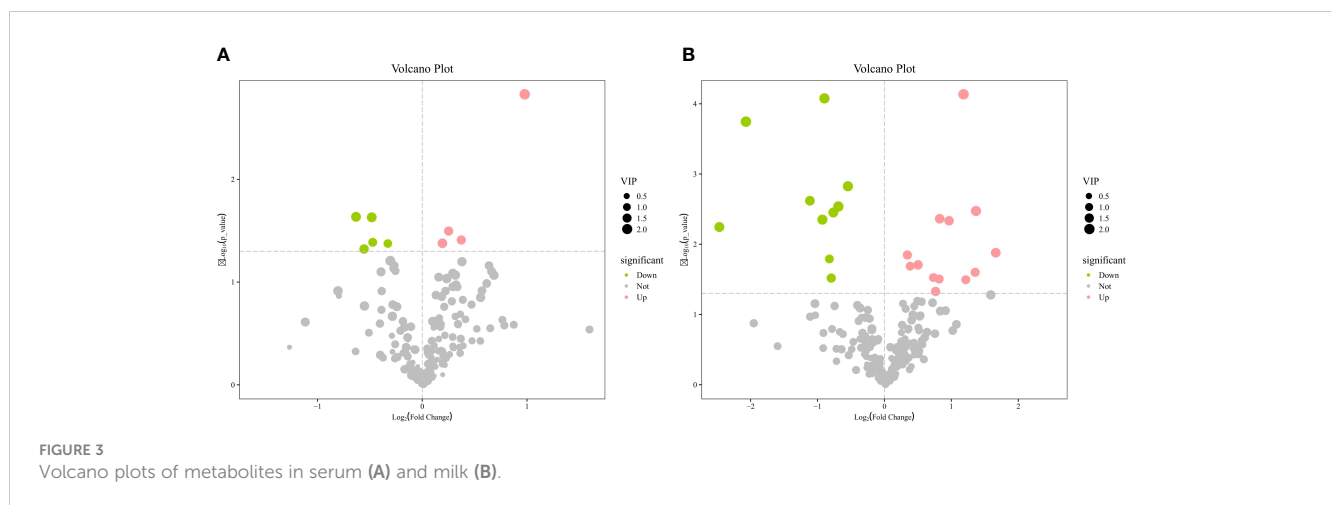 A
Volcano Plot
2
1
0
−1
0
1
Log₂(Fold Change)
Log₁₀(p_value)
VIP
0.5
1.0
1.5
2.0
significant
Down
Not
Up
B
Volcano Plot
4
3
2
1
0
−2
−1
0
1
2
Log₂(Fold Change)
Log₁₀(p_value)
VIP
0.5
1.0
1.5
2.0
significant
Down
Not
Up
FIGURE 3
Volcano plots of metabolites in serum (A) and milk (B).